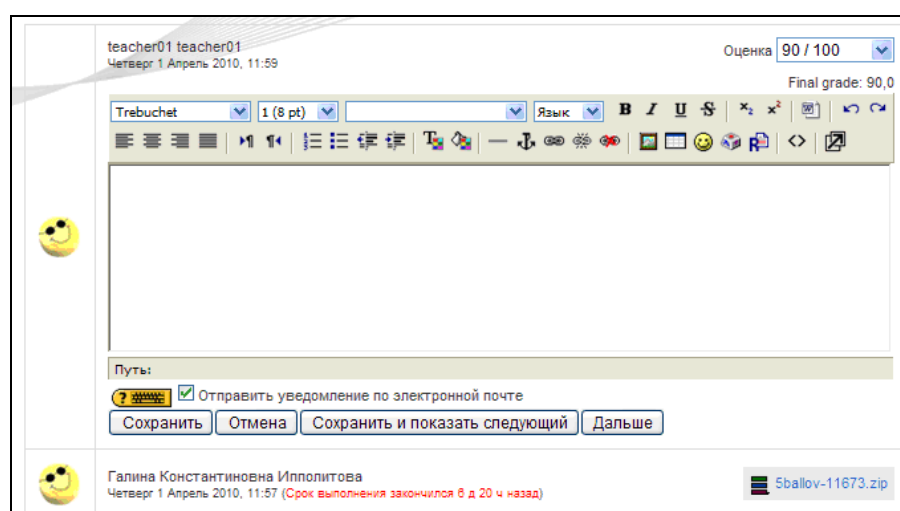 teacher01 teacher01
Четверг 1 Апрель 2010, 11:59
Оценка 90 / 100
Final grade: 90,0
Trebuchet 1 (8 pt) Язык B I U S x₂ x²
Путь:
Отправить уведомление по электронной почте
Сохранить Отмена Сохранить и показать следующий Дальше
Галина Константиновна Ипполитова
Четверг 1 Апрель 2010, 11:57 (Срок выполнения закончился 6 д 20 ч назад)
5ballov-11673.zip